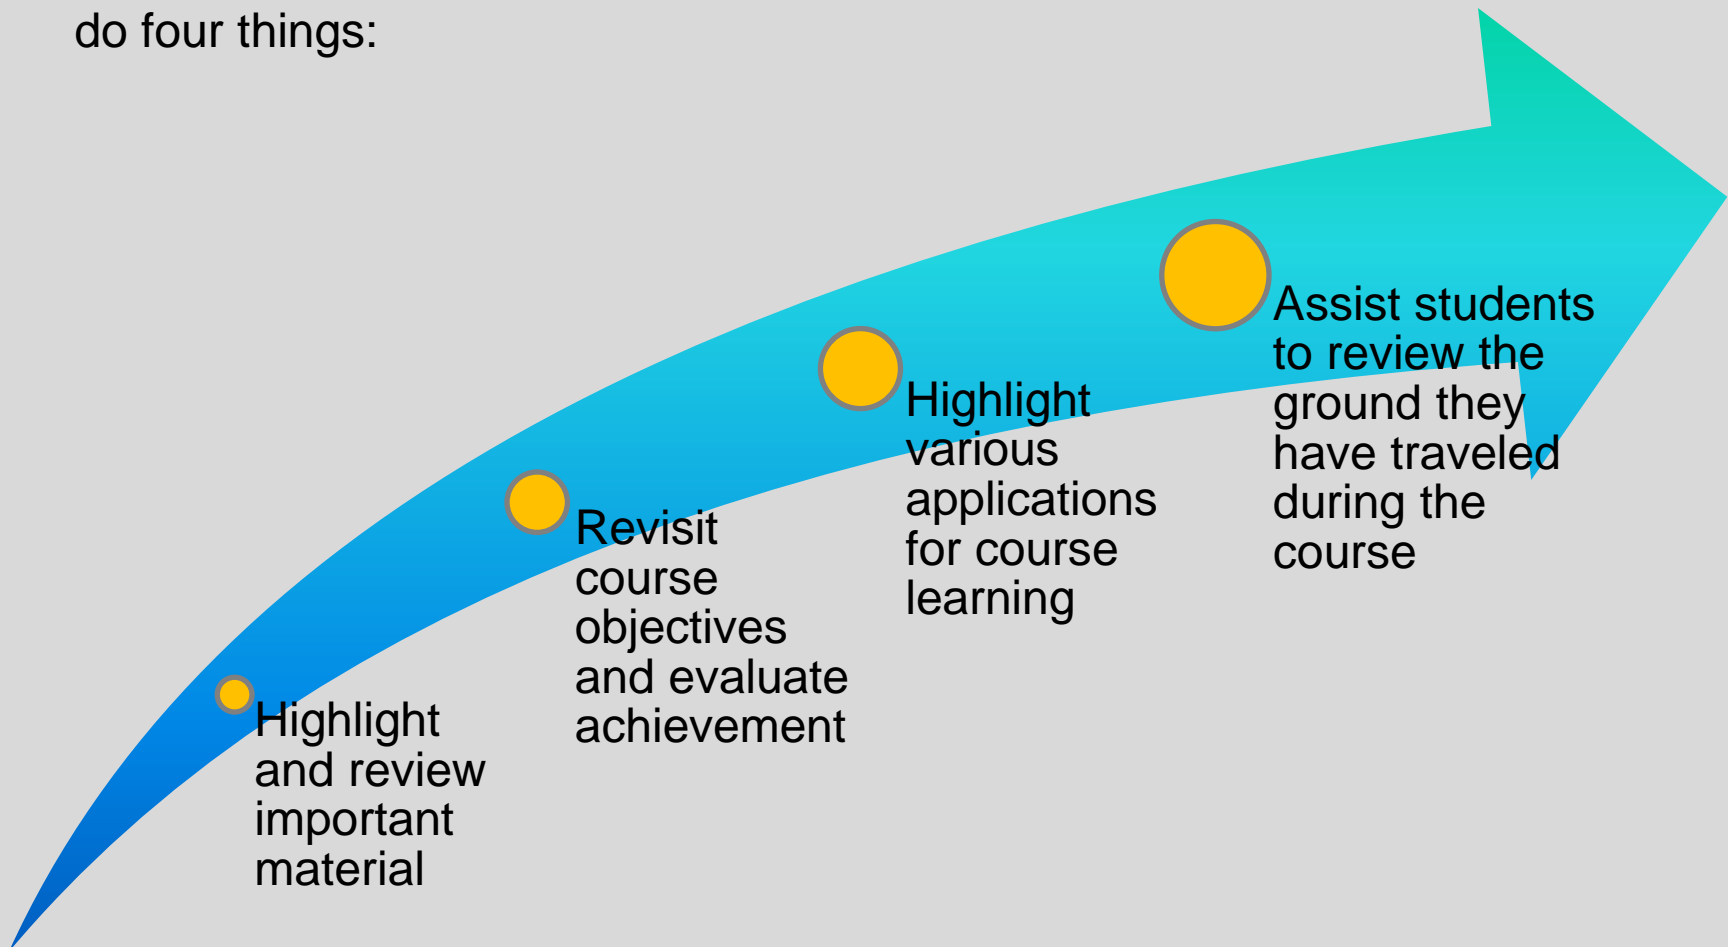 do four things:
Highlight
and review
important
material
Revisit
course
objectives
and evaluate
achievement
Highlight
various
applications
for course
learning
Assist students
to review the
ground they
have traveled
during the
course